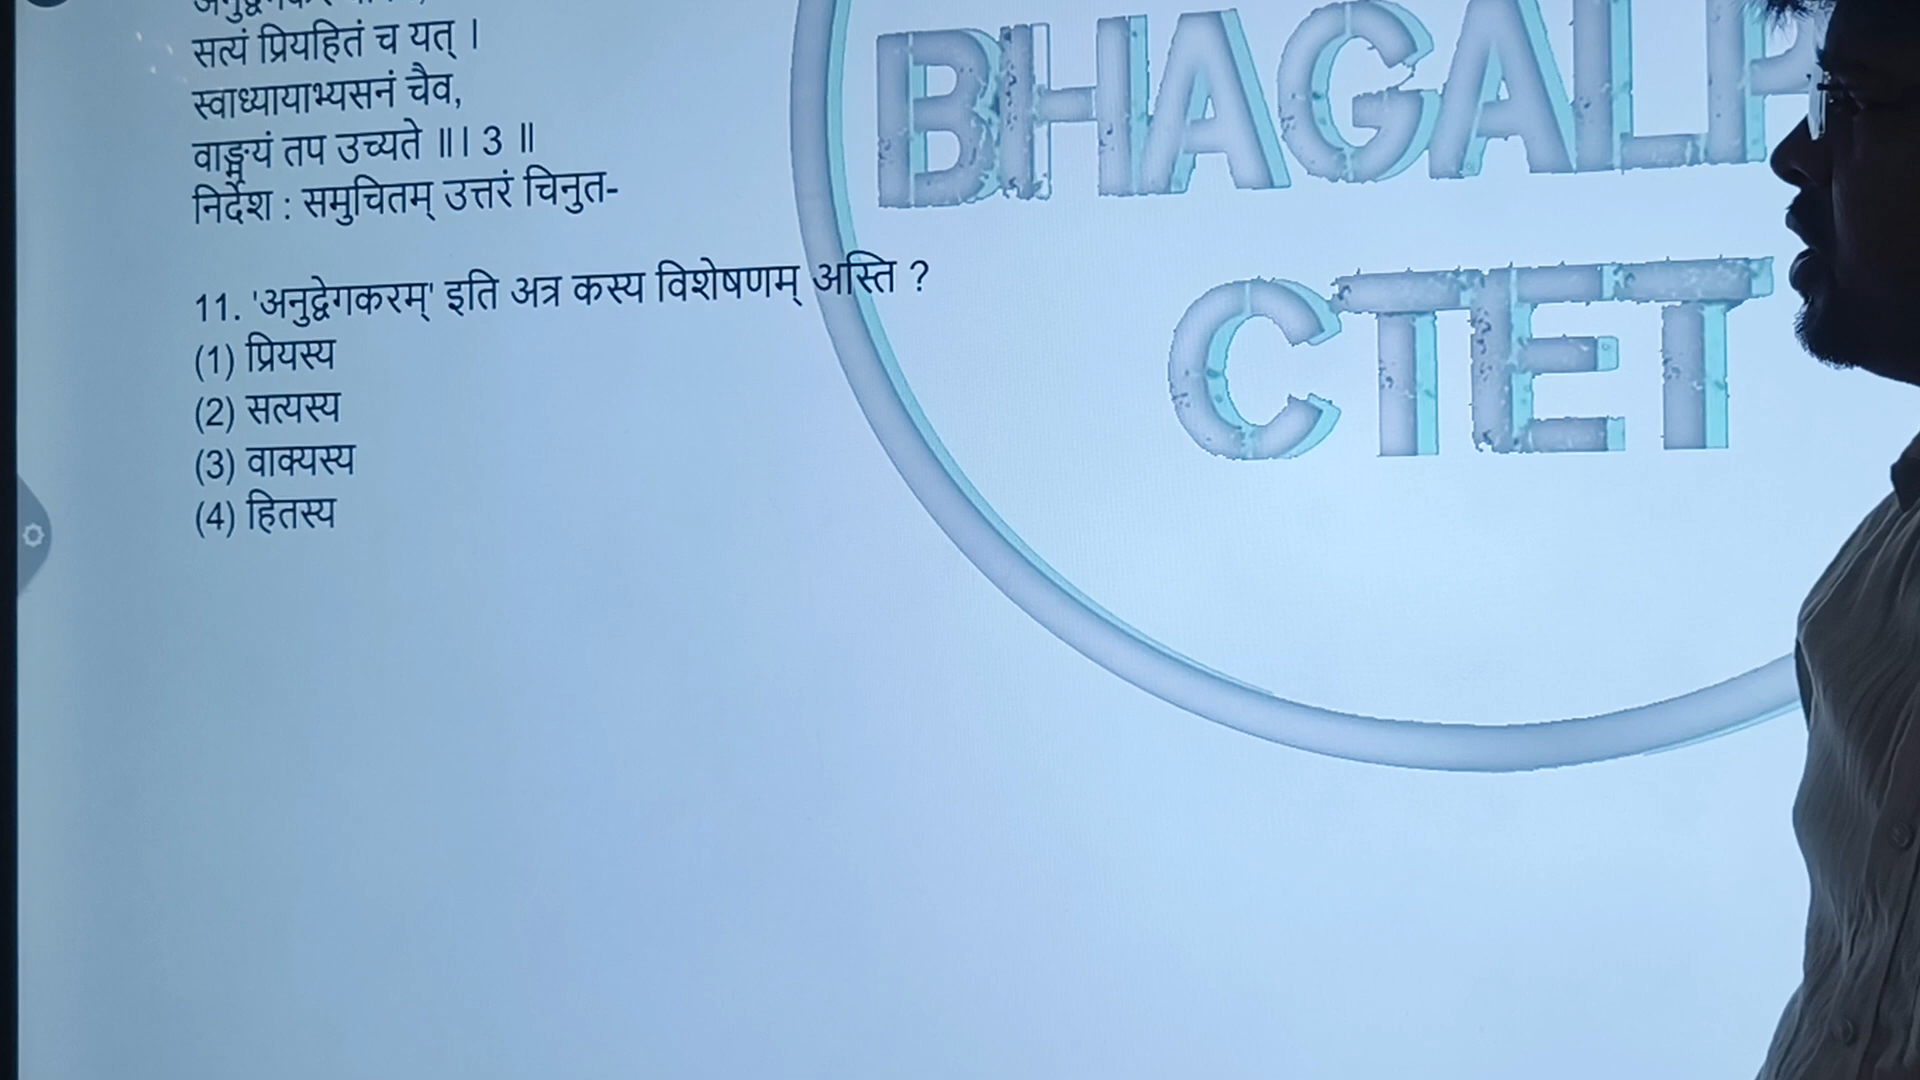 सत्यं प्रियहितं च यत् ।
स्वाध्यायाभ्यसनं चैव,
वाङ्मयं तप उच्यते ॥। 3 ॥
निर्देश : समुचितम् उत्तरं चिनुत-
11. 'अनुद्वेगकरम्' इति अत्र कस्य विशेषणम् अस्ति ?
(1) प्रियस्य
(2) सत्यस्य
(3) वाक्यस्य
(4) हितस्य
BHAGALP
CTET